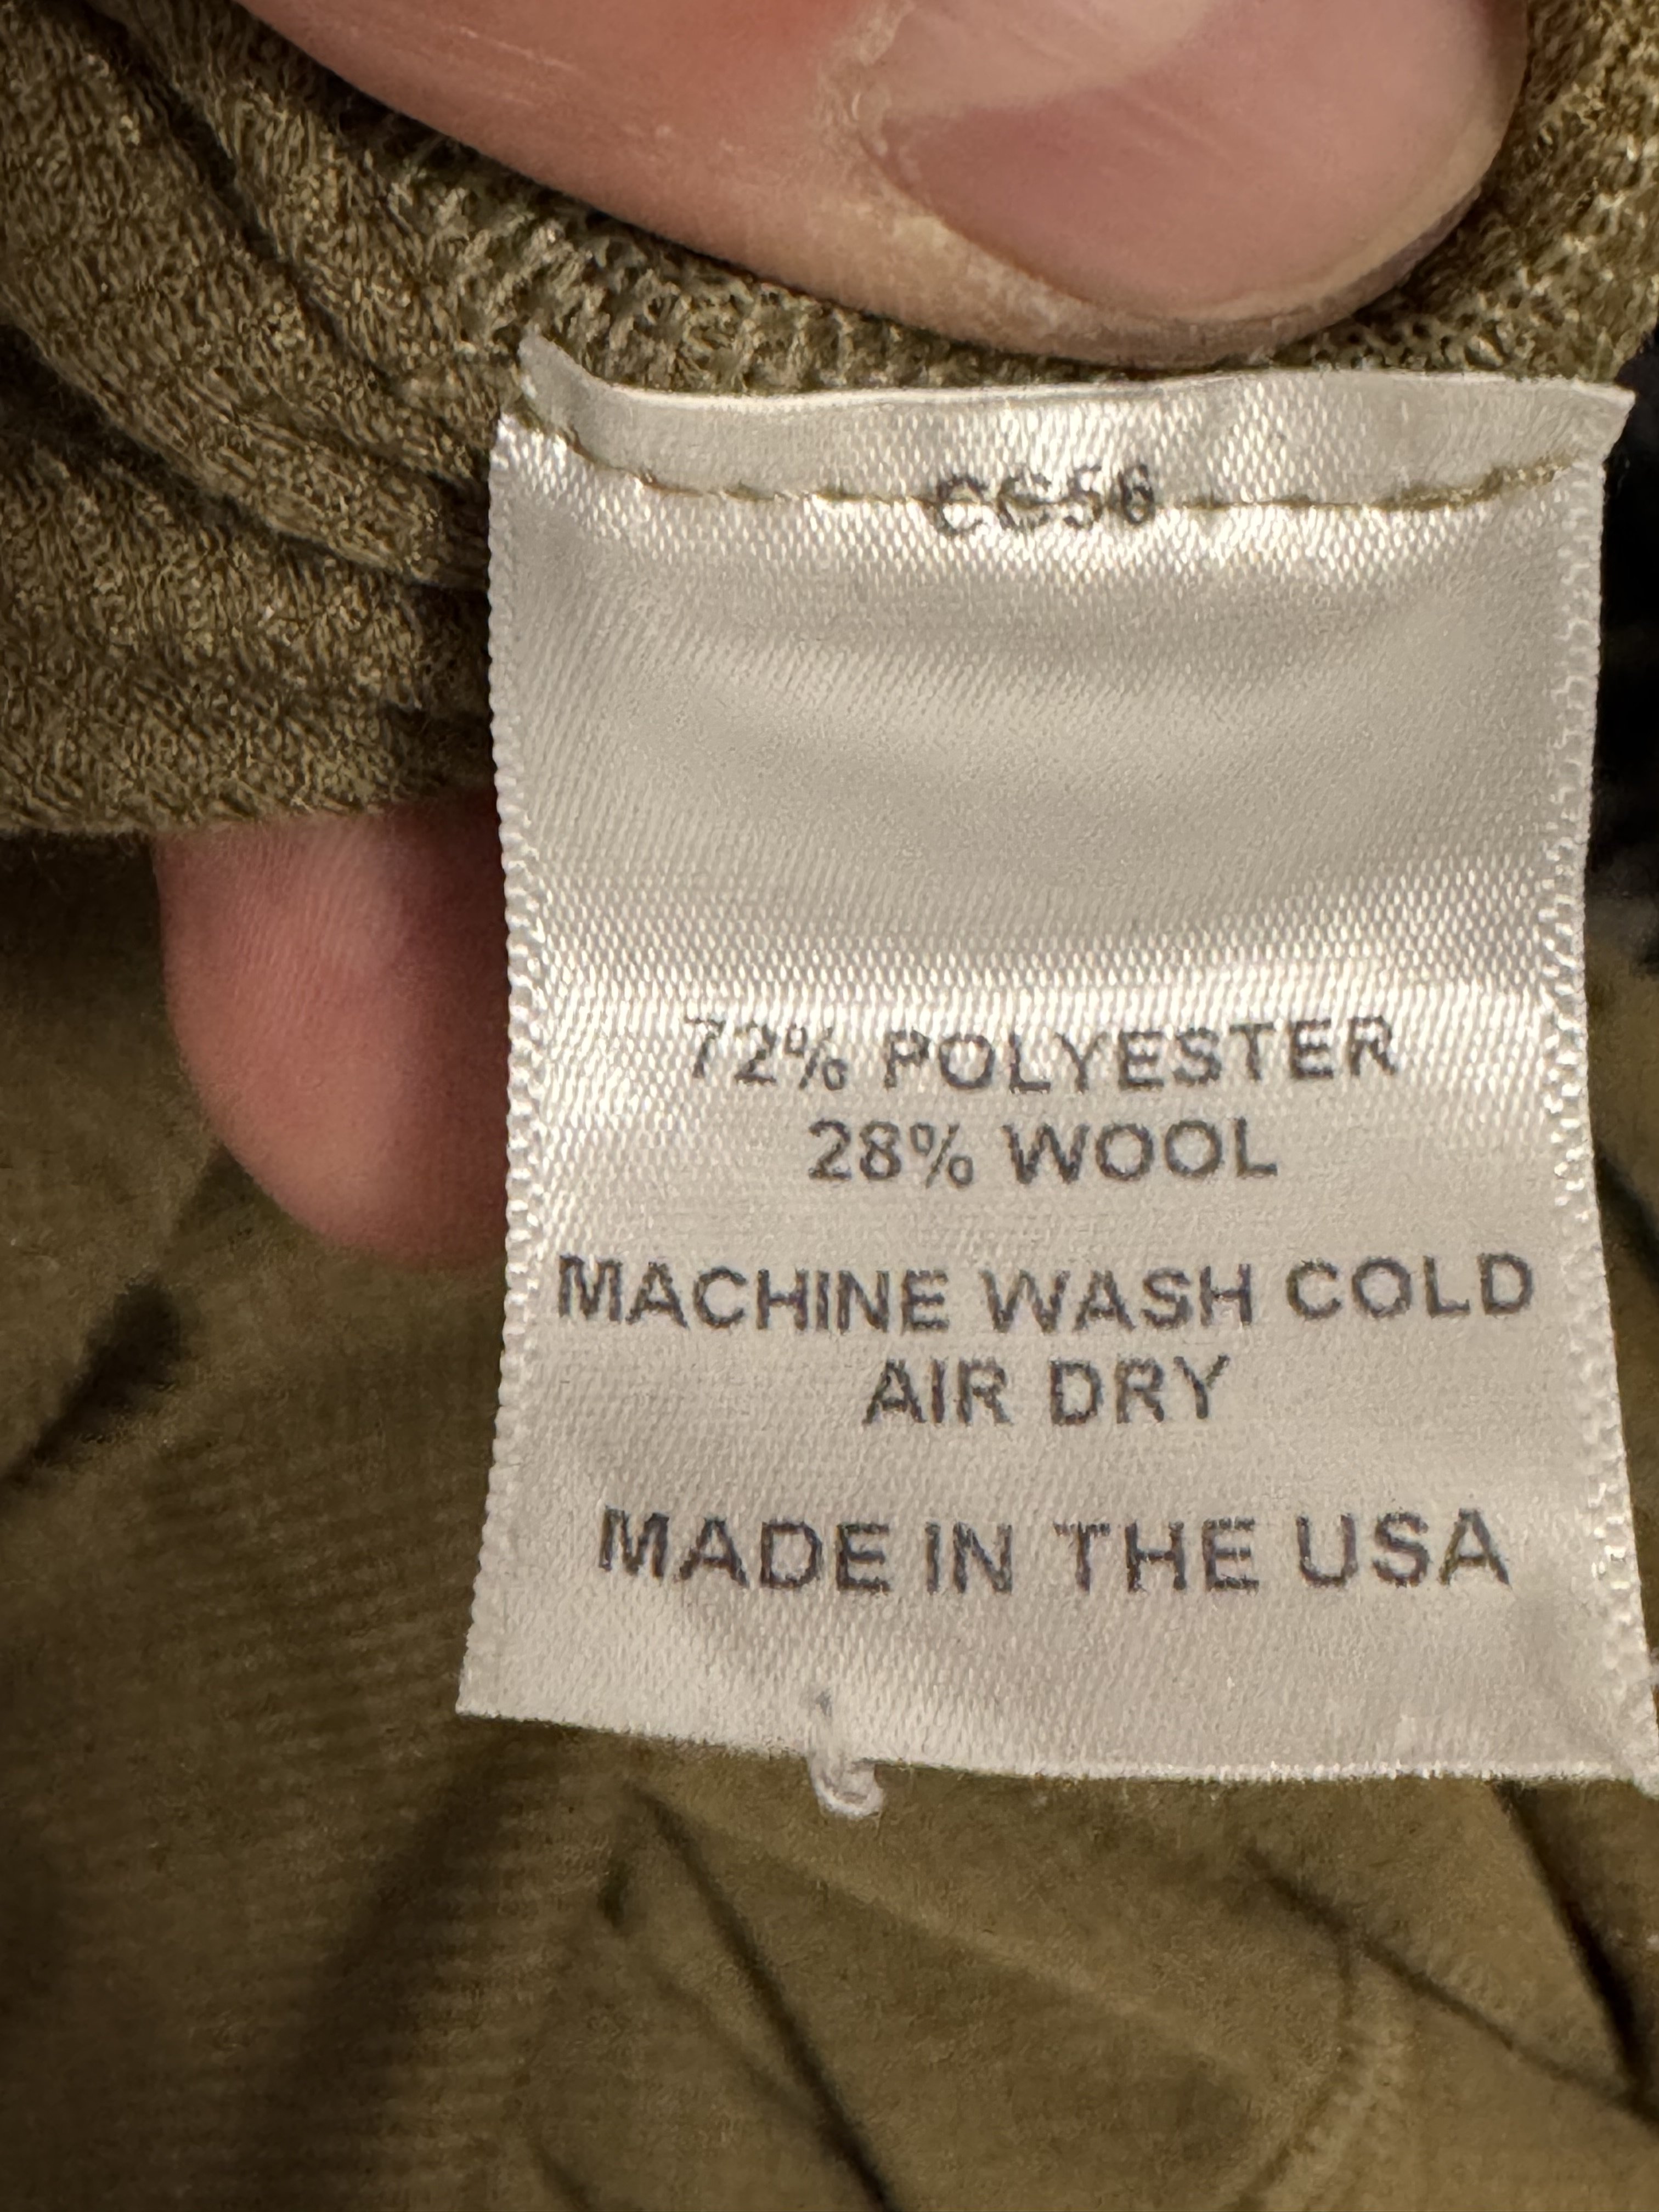 72% POLYESTER
28% WOOL
MACHINE WASH COLD
AIR DRY
MADE IN THE USA